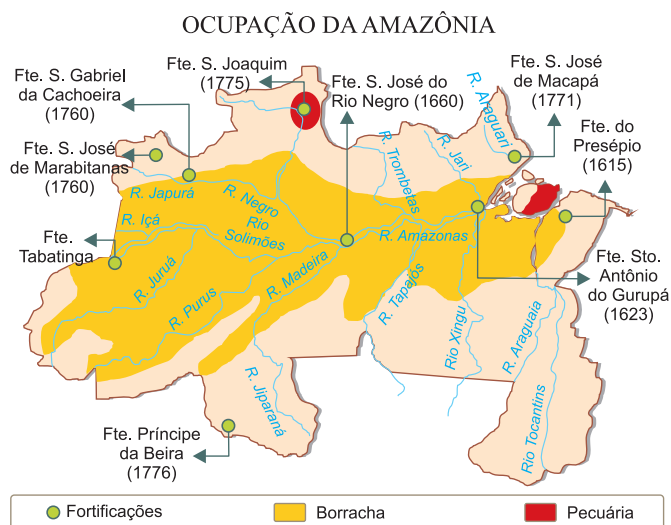 OCUPAÇÃO DA AMAZÔNIA
Fte. S. Gabriel
da Cachoeira
(1760)
Fte. S. Joaquim
(1775)
Fte. S. José do
Rio Negro (1660)
Fte. S. José
de Macapá
(1771)
Fte. do
Presépio
(1615)
Fte. S. José
de Marabitanas
(1760)
Fte.
Tabatinga
Fte. Sto.
Antônio
do Gurupá
(1623)
Fte. Príncipe
da Beira
(1776)
R. Araguari
R. Jari
R. Trombetas
R. Japurá
R. Negro
R. Içá
Rio
Solimões
R. Amazonas
R. Juruá
R. Purus
R. Madeira
R. Tapajós
Rio Xingu
R. Araguaia
Rio Tocantins
R. Jiparaná
Fortificações
Borracha
Pecuária